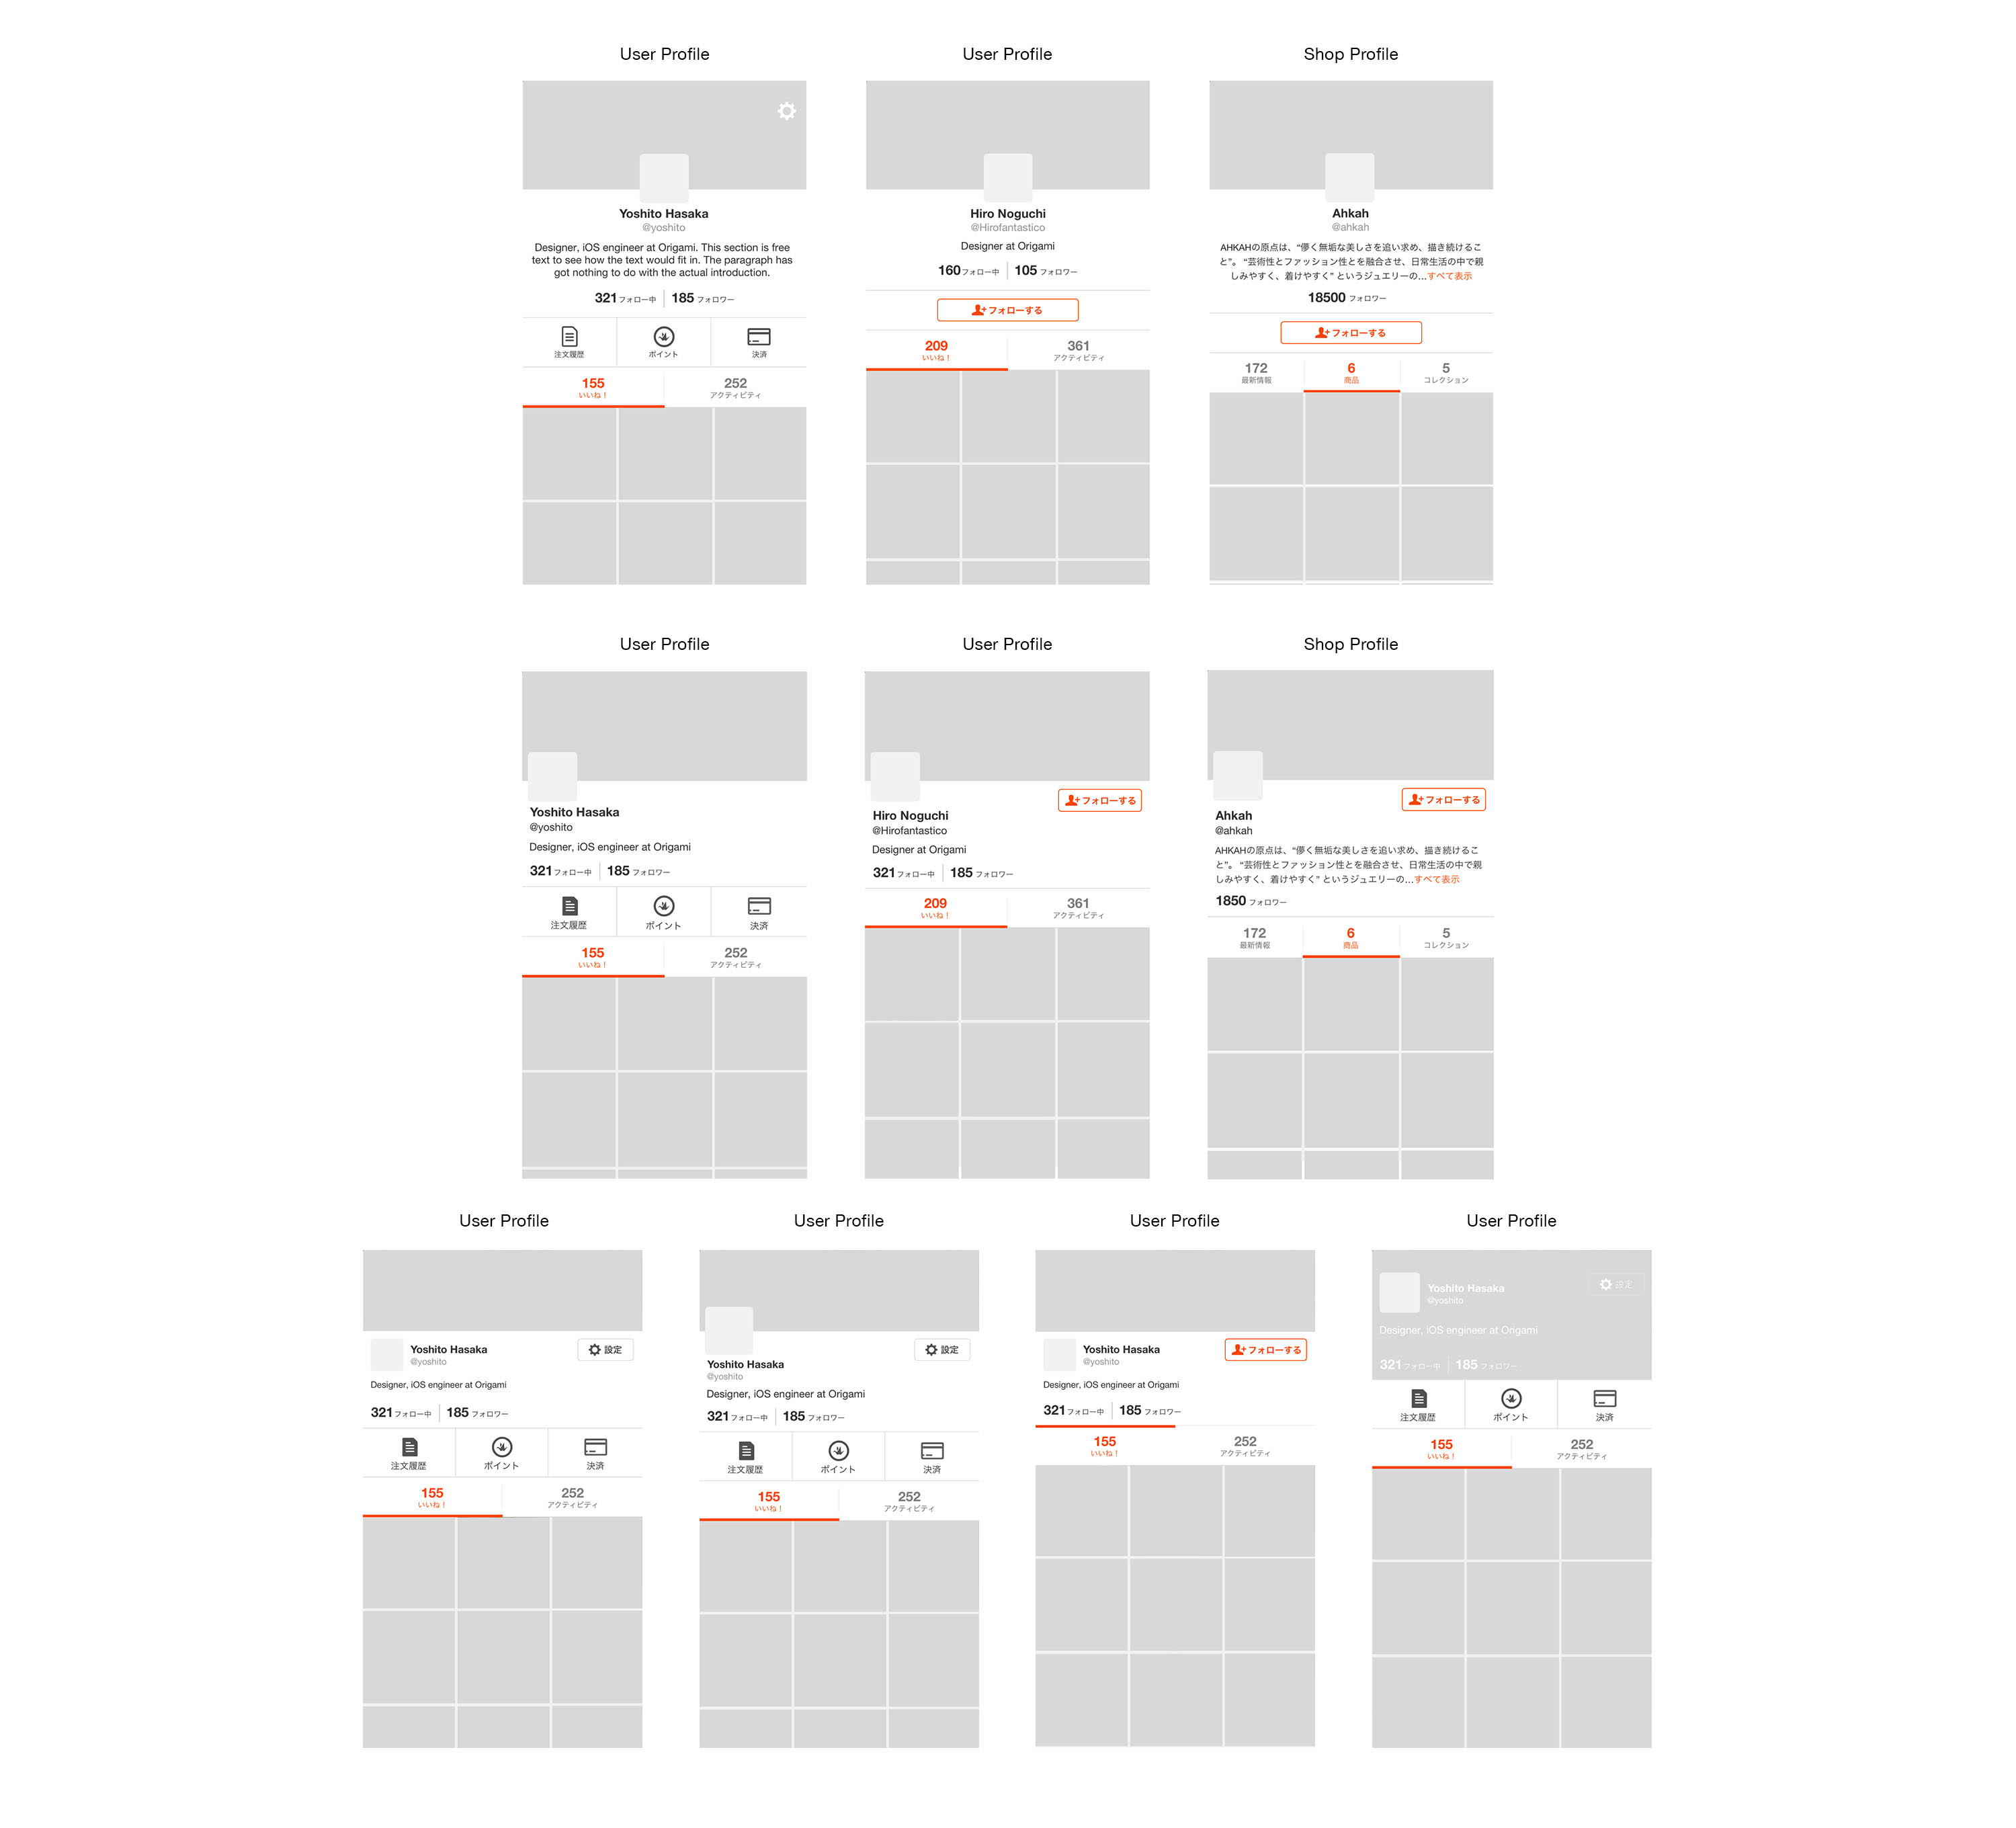 User Profile
Yoshito Hasaka
@yoshito
Designer, iOS engineer at Origami. This section is free
text to see how the text would fit in. The paragraph has
got nothing to do with the actual introduction.
321 フォロー中 185 フォロワー
注文履歴 ポイント 決済
155 252
いいね！ アクティビティ
User Profile
Hiro Noguchi
@Hirofantastico
Designer at Origami
160 フォロー中 105 フォロワー
フォローする
209 361
いいね！ アクティビティ
Shop Profile
Ahkah
@ahkah
AHKAHの原点は、“儚く無垢な美しさを追い求め、描き続けるこ
と”。 “芸術性とファッション性とを融合させ、日常生活の中で親
しみやすく、着けやすく” というジュエリーの...すべて表示
18500 フォロワー
フォローする
172 6 5
最新情報 商品 コレクション
User Profile
Yoshito Hasaka
@yoshito
Designer, iOS engineer at Origami
321 フォロー中 185 フォロワー
注文履歴 ポイント 決済
155 252
いいね！ アクティビティ
User Profile
フォローする
Hiro Noguchi
@Hirofantastico
Designer at Origami
321 フォロー中 185 フォロワー
209 361
いいね！ アクティビティ
Shop Profile
フォローする
Ahkah
@ahkah
AHKAHの原点は、“儚く無垢な美しさを追い求め、描き続けるこ
と”。 “芸術性とファッション性とを融合させ、日常生活の中で親
しみやすく、着けやすく” というジュエリーの...すべて表示
1850 フォロワー
172 6 5
最新情報 商品 コレクション
User Profile
Yoshito Hasaka 設定
@yoshito
Designer, iOS engineer at Origami
321 フォロー中 185 フォロワー
注文履歴 ポイント 決済
155 252
いいね！ アクティビティ
User Profile
設定
Yoshito Hasaka
@yoshito
Designer, iOS engineer at Origami
321 フォロー中 185 フォロワー
注文履歴 ポイント 決済
155 252
いいね！ アクティビティ
User Profile
Yoshito Hasaka フォローする
@yoshito
Designer, iOS engineer at Origami
321 フォロー中 185 フォロワー
155 252
いいね！ アクティビティ
User Profile
Yoshito Hasaka 設定
@yoshito
Designer, iOS engineer at Origami
321 フォロー中 185 フォロワー
注文履歴 ポイント 決済
155 252
いいね！ アクティビティ